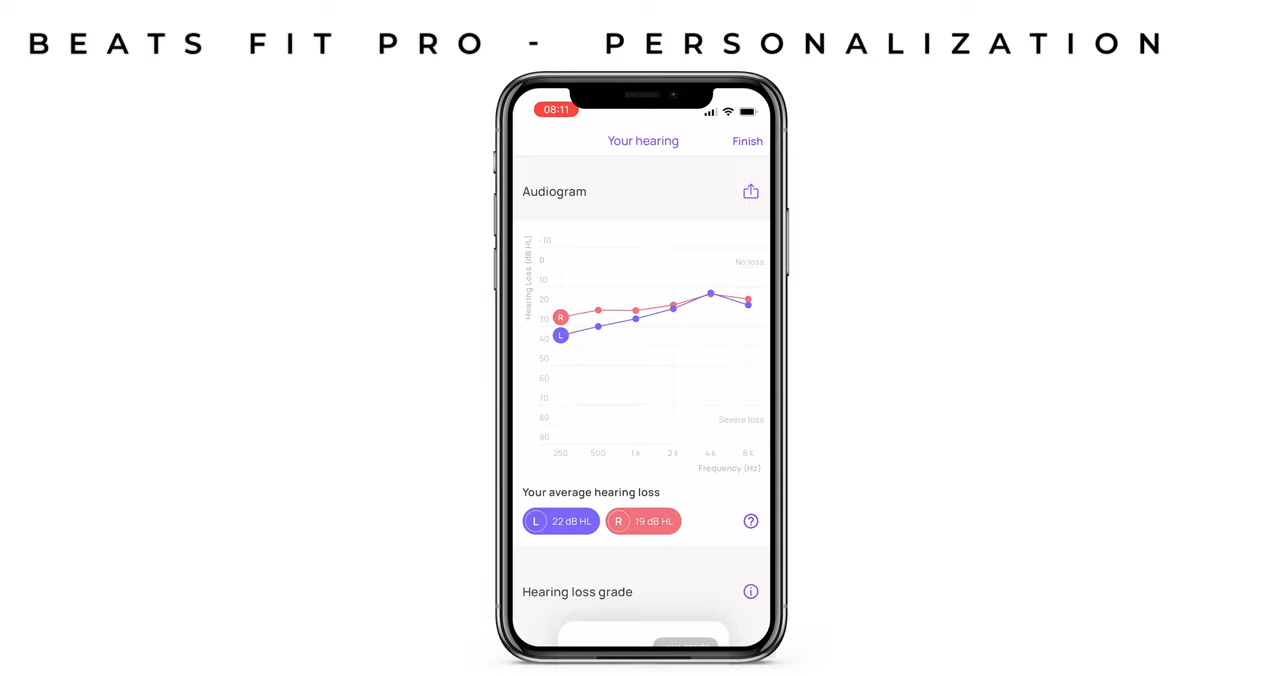 BEATS FIT PRO - PERSONALIZATION
08:11
Your hearing
Finish
Audiogram
Hearing Loss (dB HL)
-10
0
10
20
30
40
50
60
70
80
90
No loss
R
L
Severe loss
250 500 1 k 2 k 4 k 8 k
Frequency (Hz)
Your average hearing loss
L 22 dB HL R 19 dB HL ?
Hearing loss grade i